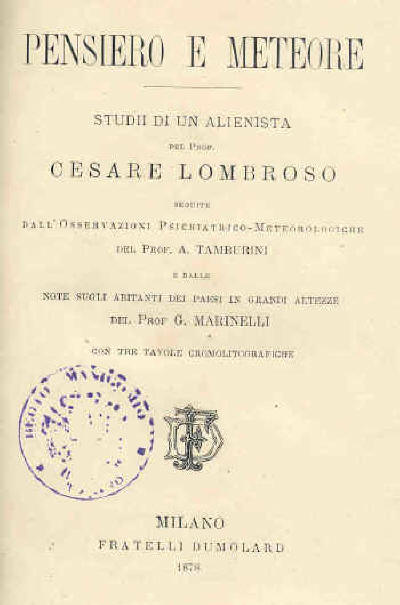 PENSIERO E METEORE
STUDII DI UN ALIENISTA
DEL PROF.
CESARE LOMBROSO
SEGUITE
DALL'OSSERVAZIONI PSICHIATRICO-METEOROLOGICHE
DEL PROF. A. TAMBURINI
E DALLE
NOTE SUGLI ABITANTI DEI PAESI IN GRANDI ALTEZZE
DEL PROF G. MARINELLI
CON TRE TAVOLE CROMOLITOGRAFICHE
REGIO MANICOMIO
MILANO
FRATELLI DUMOLARD
1878